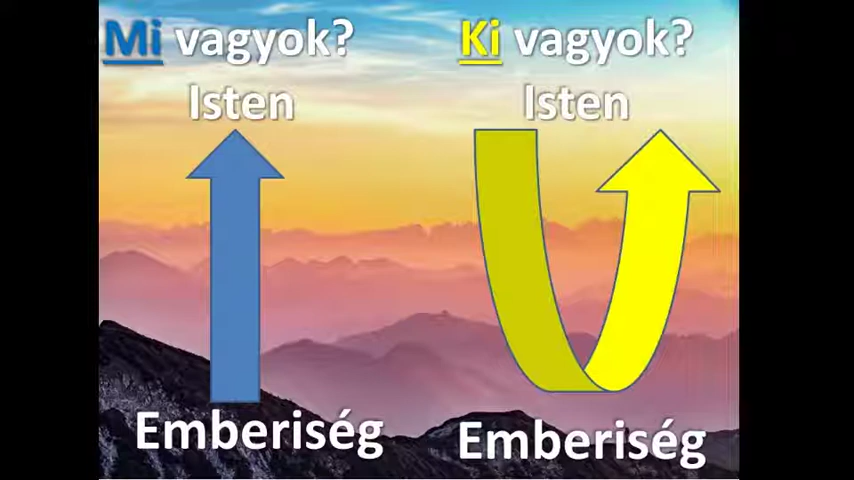 Mi vagyok?
Isten
Emberiség
Ki vagyok?
Isten
Emberiség